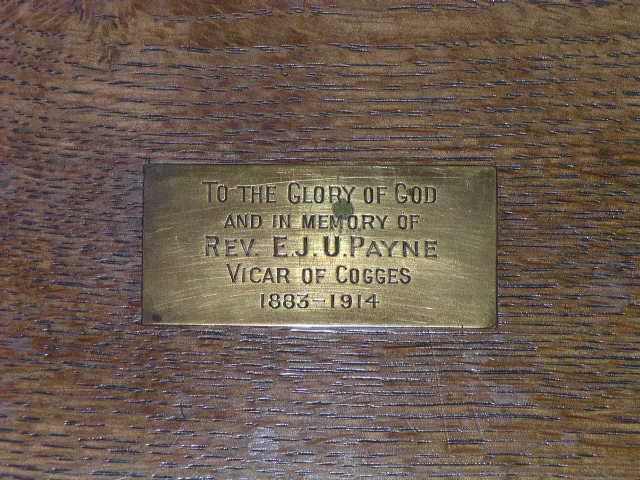 To the Glory of God
and in memory of
Rev. E.J.U. Payne
Vicar of Cogges
1883–1914